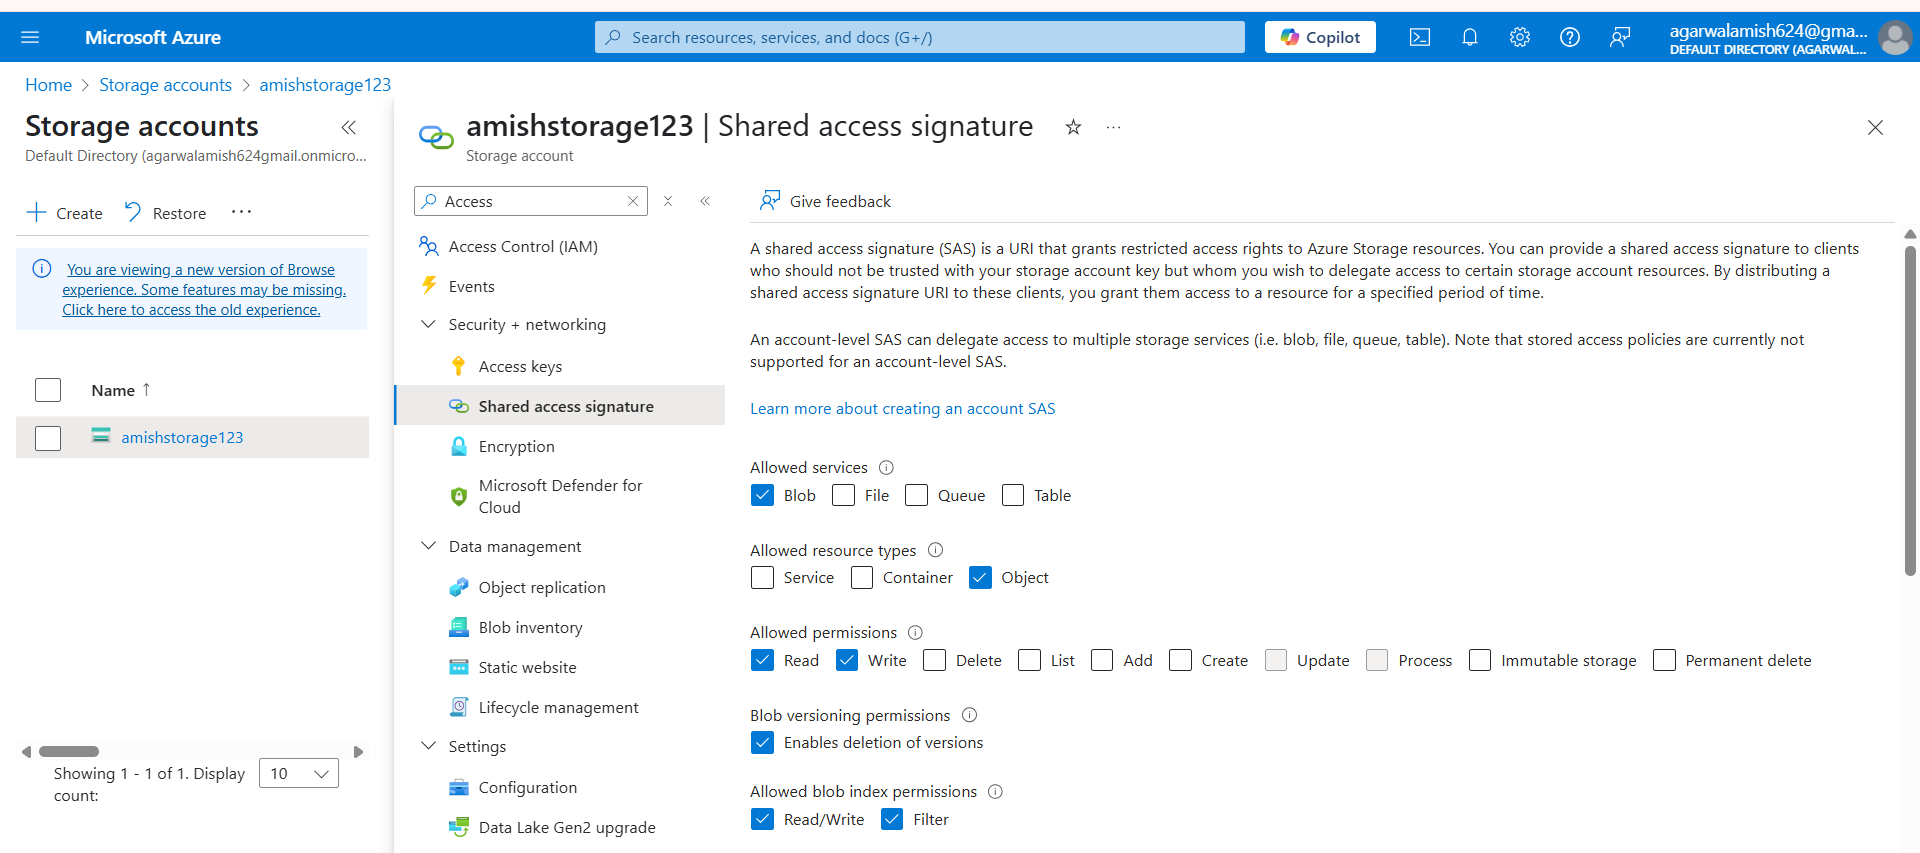 Microsoft Azure
Search resources, services, and docs (G+/)
Copilot
agarwalamish624@gma...
DEFAULT DIRECTORY (AGARWAL...
Home > Storage accounts > amishstorage123
Storage accounts
Default Directory (agarwalamish624gmail.onmicro...
Create Restore ...
You are viewing a new version of Browse
experience. Some features may be missing.
Click here to access the old experience.
Name ↑
amishstorage123
Showing 1 - 1 of 1. Display
count:
10
amishstorage123 | Shared access signature
Storage account
Access
Access Control (IAM)
Events
Security + networking
Access keys
Shared access signature
Encryption
Microsoft Defender for
Cloud
Data management
Object replication
Blob inventory
Static website
Lifecycle management
Settings
Configuration
Data Lake Gen2 upgrade
Give feedback
A shared access signature (SAS) is a URI that grants restricted access rights to Azure Storage resources. You can provide a shared access signature to clients
who should not be trusted with your storage account key but whom you wish to delegate access to certain storage account resources. By distributing a
shared access signature URI to these clients, you grant them access to a resource for a specified period of time.
An account-level SAS can delegate access to multiple storage services (i.e. blob, file, queue, table). Note that stored access policies are currently not
supported for an account-level SAS.
Learn more about creating an account SAS
Allowed services
Blob File Queue Table
Allowed resource types
Service Container Object
Allowed permissions
Read Write Delete List Add Create Update Process Immutable storage Permanent delete
Blob versioning permissions
Enables deletion of versions
Allowed blob index permissions
Read/Write Filter